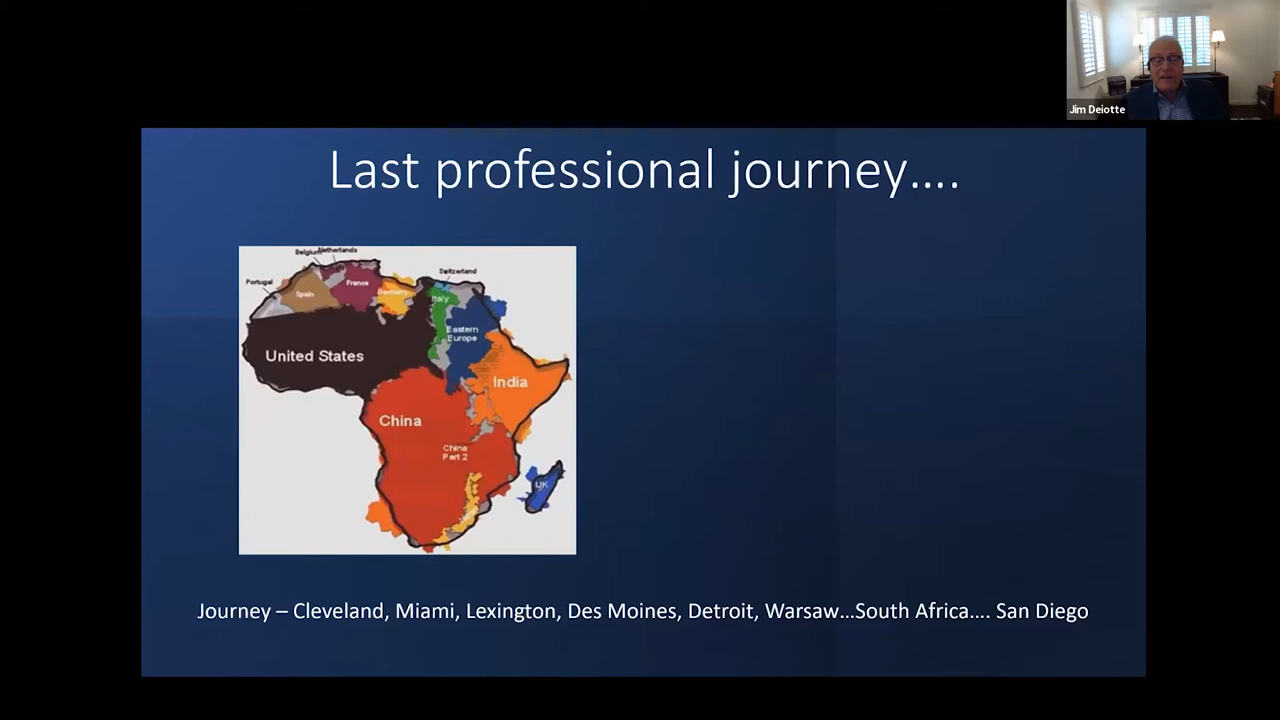 Jim Deiotte
Last professional journey….
Belgium
Netherlands
Portugal
Spain
France
Germany
Switzerland
Italy
Eastern
Europe
United States
India
China
China
Part 2
UK
Journey – Cleveland, Miami, Lexington, Des Moines, Detroit, Warsaw…South Africa…. San Diego